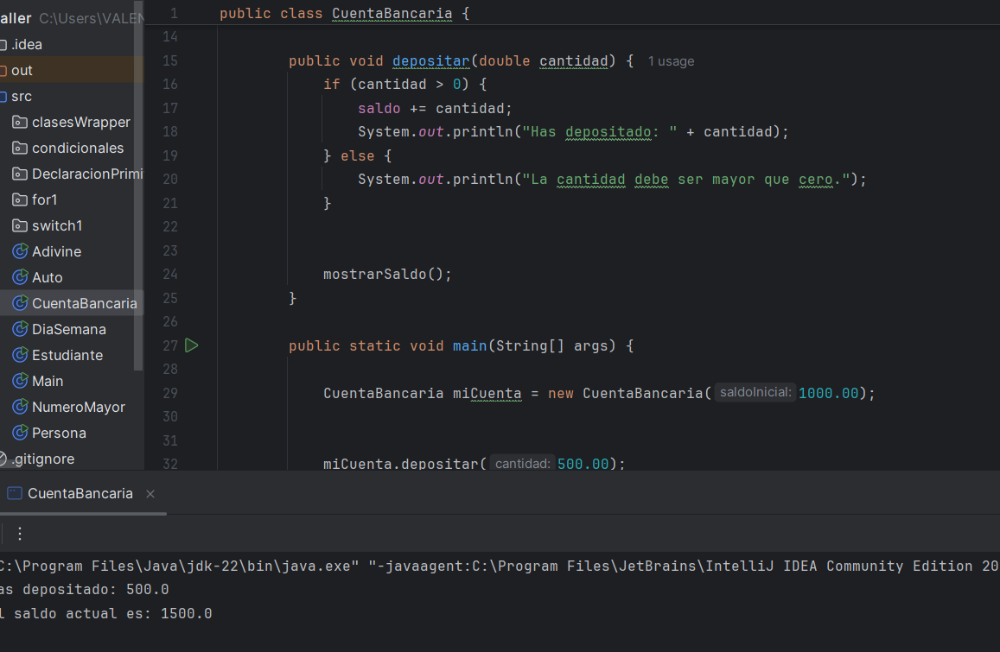 aller C:\Users\VALEN
.idea
out
src
clasesWrapper
condicionales
DeclaracionPrimi
for1
switch1
Adivine
Auto
CuentaBancaria
DiaSemana
Estudiante
Main
NumeroMayor
Persona
.gitignore
1 public class CuentaBancaria {
14
15 public void depositar(double cantidad) { 1 usage
16 if (cantidad > 0) {
17 saldo += cantidad;
18 System.out.println("Has depositado: " + cantidad);
19 } else {
20 System.out.println("La cantidad debe ser mayor que cero.");
21 }
22
23
24 mostrarSaldo();
25 }
26
27 public static void main(String[] args) {
28
29 CuentaBancaria miCuenta = new CuentaBancaria( saldoInicial: 1000.00);
30
31
32 miCuenta.depositar( cantidad: 500.00);
CuentaBancaria
C:\Program Files\Java\jdk-22\bin\java.exe" "-javaagent:C:\Program Files\JetBrains\IntelliJ IDEA Community Edition 20
as depositado: 500.0
l saldo actual es: 1500.0